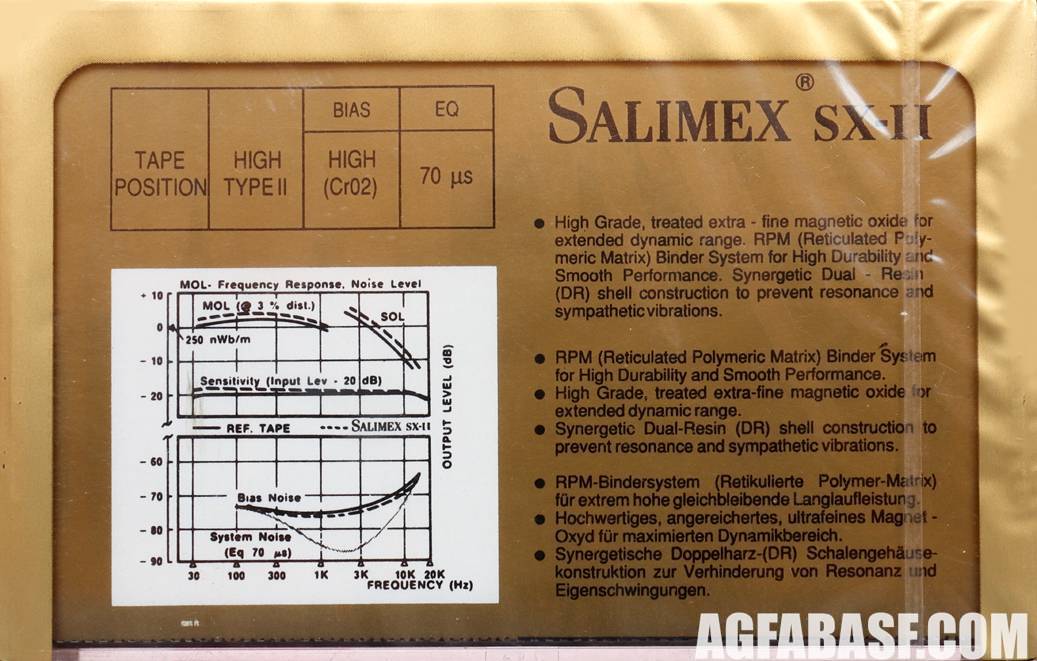 BIAS EQ
TAPE POSITION HIGH TYPE II HIGH (Cr02) 70 µs
SALIMEX® SX-II
● High Grade, treated extra - fine magnetic oxide for
extended dynamic range. RPM (Reticulated Poly-
meric Matrix) Binder System for High Durability and
Smooth Performance. Synergetic Dual - Resin
(DR) shell construction to prevent resonance and
sympathetic vibrations.
● RPM (Reticulated Polymeric Matrix) Binder System
for High Durability and Smooth Performance.
● High Grade, treated extra-fine magnetic oxide for
extended dynamic range.
● Synergetic Dual-Resin (DR) shell construction to
prevent resonance and sympathetic vibrations.
● RPM-Bindersystem (Retikulierte Polymer-Matrix)
für extrem hohe gleichbleibende Langlaufleistung.
● Hochwertiges, angereichertes, ultrafeines Magnet -
Oxyd für maximierten Dynamikbereich.
● Synergetische Doppelharz-(DR) Schalengehäuse-
konstruktion zur Verhinderung von Resonanz und
Eigenschwingungen.
MOL- Frequency Response, Noise Level
+ 10
MOL (@ 3 % dist.)
SOL
0
250 nWb/m
- 10
Sensitivity (Input Lev - 20 dB)
- 20
REF. TAPE SALIMEX SX-II
OUTPUT LEVEL (dB)
- 60
- 70
Bias Noise
- 80
System Noise
(Eq 70 µs)
- 90
30 100 300 1K 3K 10K 20K
FREQUENCY (Hz)
AGFABASE.COM